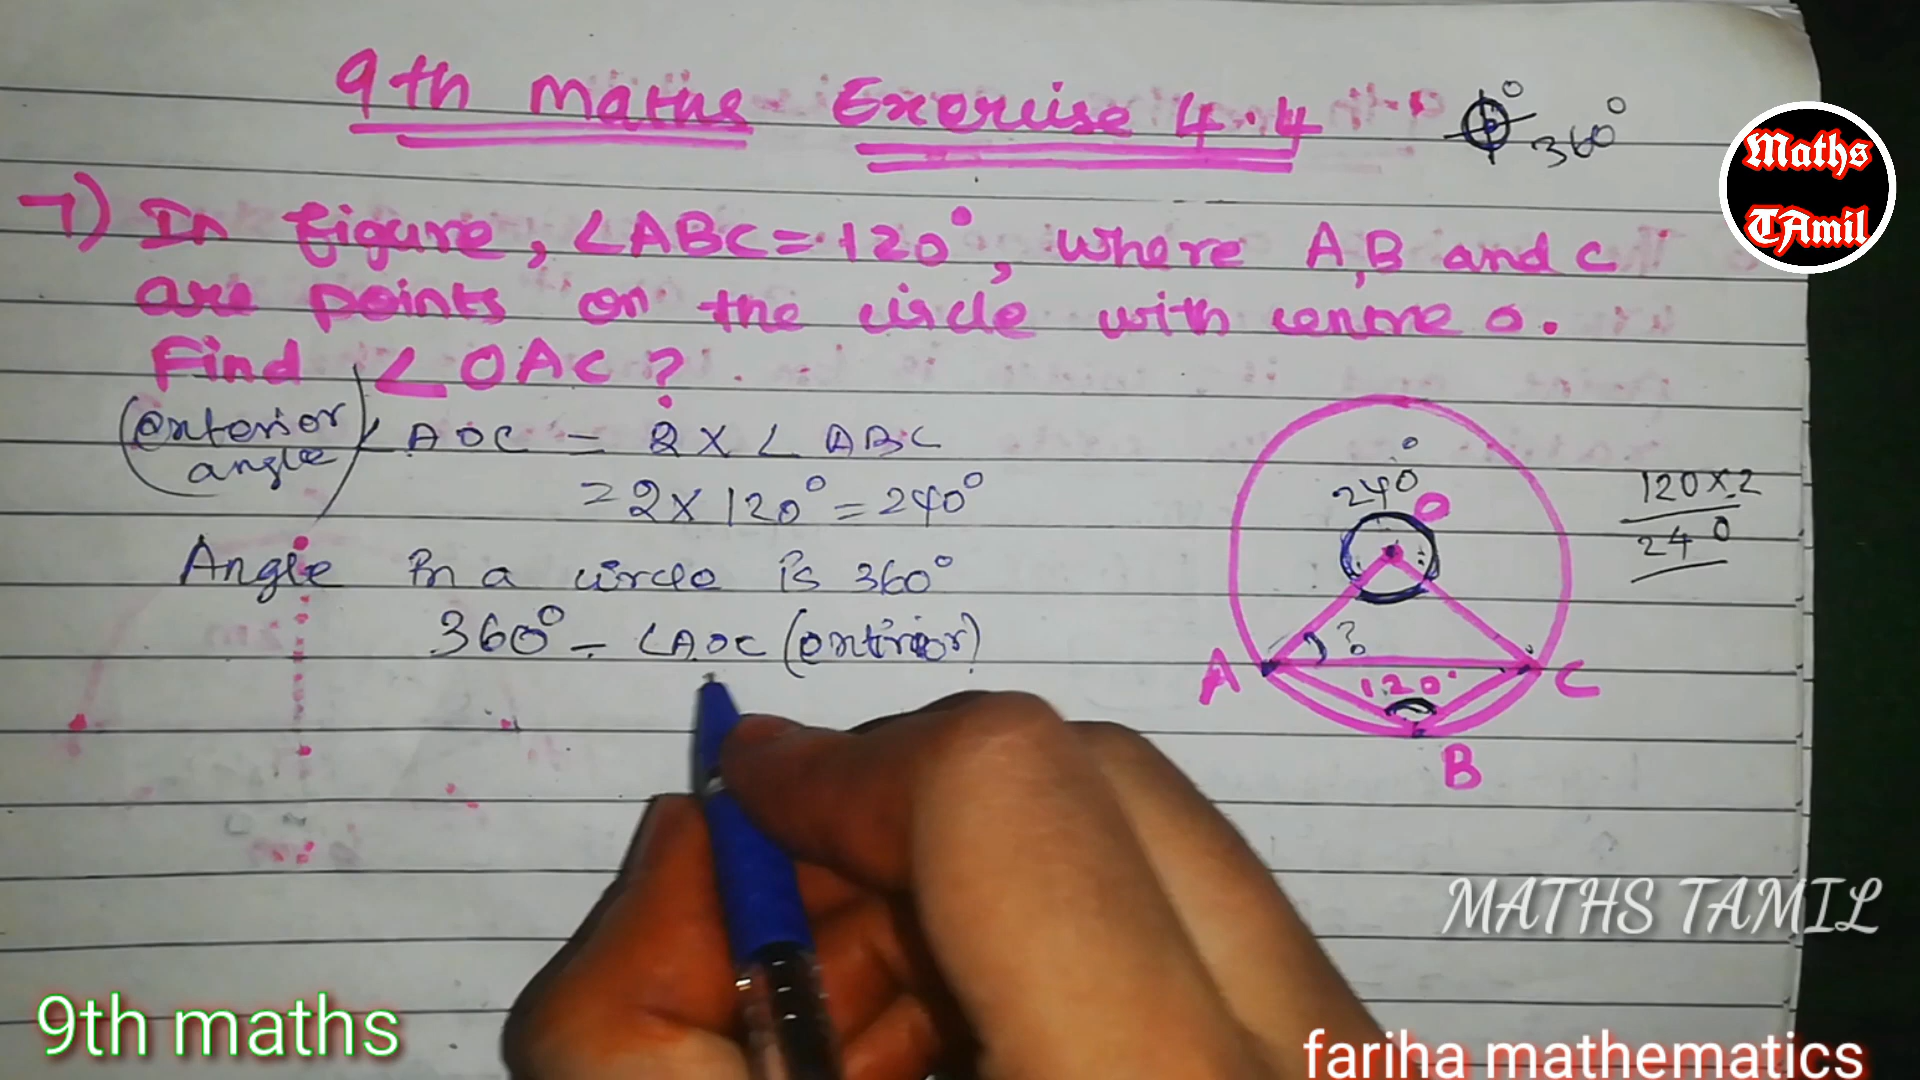 9th maths Exercise 4.4
360°
Maths
TAmil
7) In figure, ∠ABC = 120°, where A, B and C
are points on the circle with centre O.
Find ∠OAC?
(exterior angle) ∠AOC = 2 × ∠ABC
= 2 × 120° = 240°
Angle in a circle is 360°
360° - ∠AOC (exterior)
240°
O
?
A
120°
C
B
120×2
240
MATHS TAMIL
9th maths
fariha mathematics